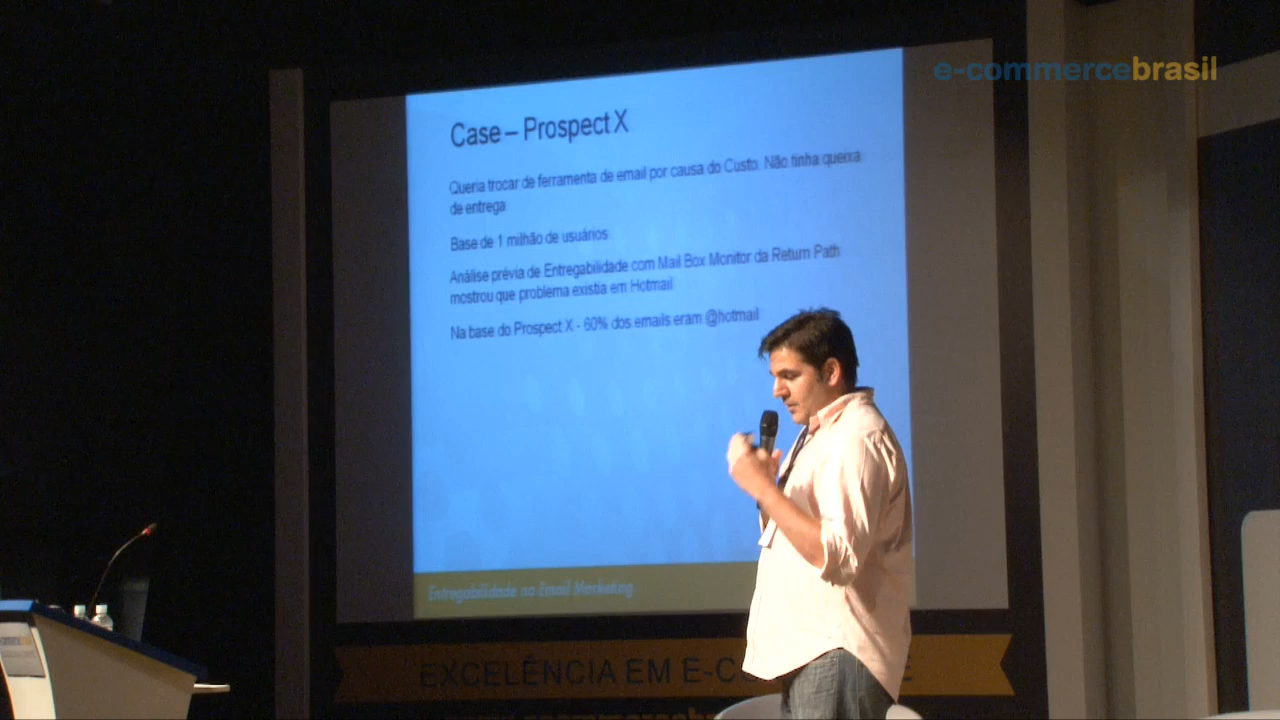 e-commercebrasil
Case – Prospect X
Queria trocar de ferramenta de email por causa do Custo. Não tinha queixa
de entrega
Base de 1 milhão de usuários
Análise prévia de Entregabilidade com Mail Box Monitor da Return Path
mostrou que problema existia em Hotmail
Na base do Prospect X - 60% dos emails eram @hotmail
Entregabilidade no Email Marketing
EXCELÊNCIA EM E-CO